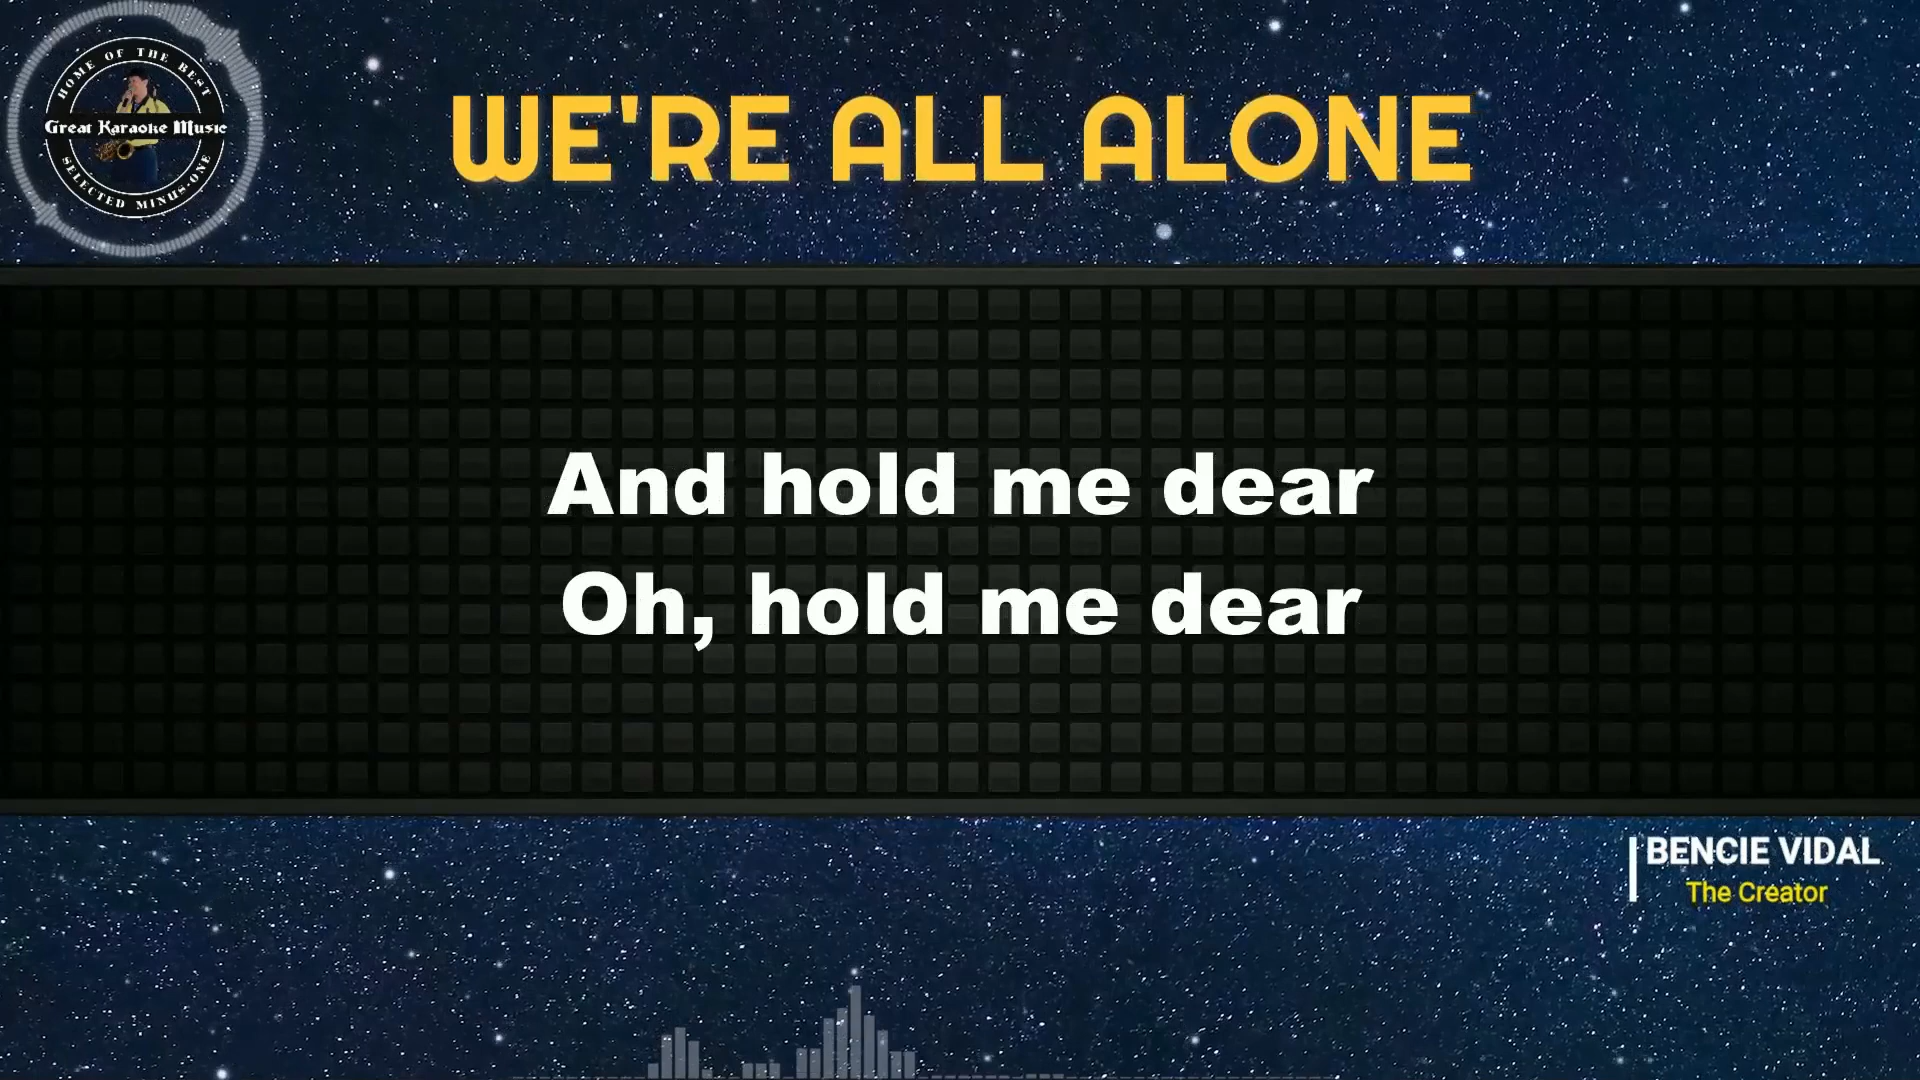 HOME OF THE BEST
Great Karaoke Music
SELECTED MINUS-ONE
WE'RE ALL ALONE
And hold me dear
Oh, hold me dear
BENCIE VIDAL
The Creator